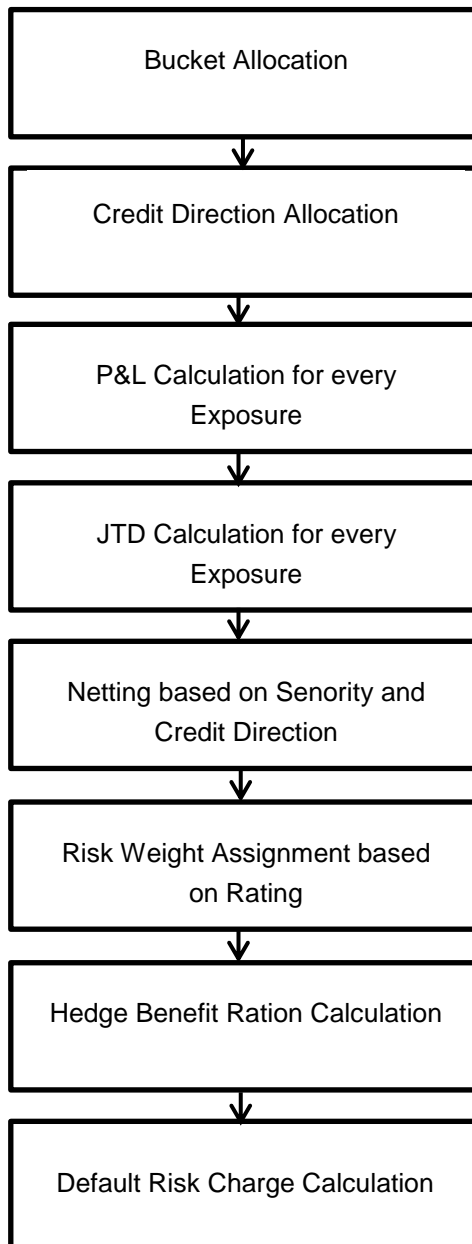 Bucket Allocation
Credit Direction Allocation
P&L Calculation for every
Exposure
JTD Calculation for every
Exposure
Netting based on Senority and
Credit Direction
Risk Weight Assignment based
on Rating
Hedge Benefit Ration Calculation
Default Risk Charge Calculation